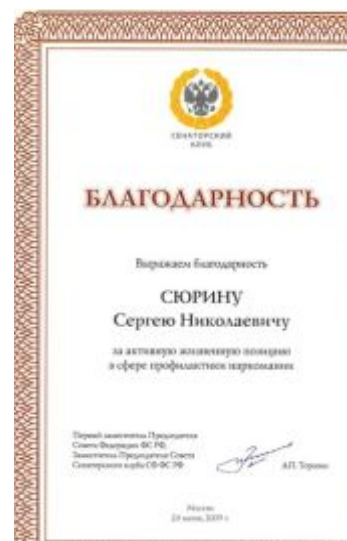 СЕНАТОРСКИЙ
КЛУБ
БЛАГОДАРНОСТЬ
Выражаем благодарность
СЮРИНУ
Сергею Николаевичу
за активную жизненную позицию
в сфере профилактики наркомании
Первый заместитель Председателя
Совета Федерации ФС РФ,
Заместитель Председателя Совета
Сенаторского клуба СФ ФС РФ
А.П. Торшин
Москва
2009 г.